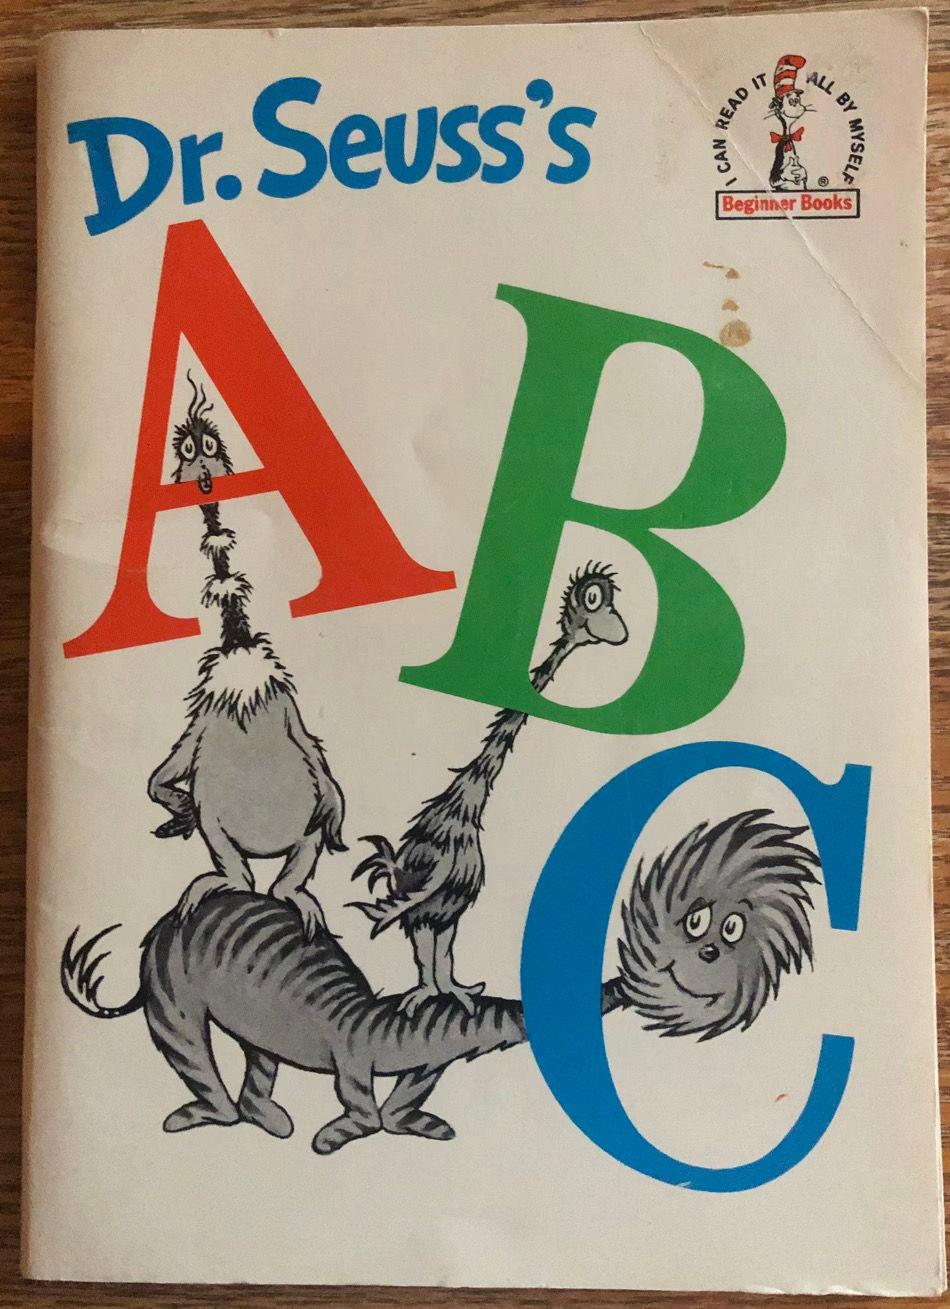 Dr. Seuss's
I CAN READ IT ALL BY MYSELF
®
Beginner Books
A
B
C